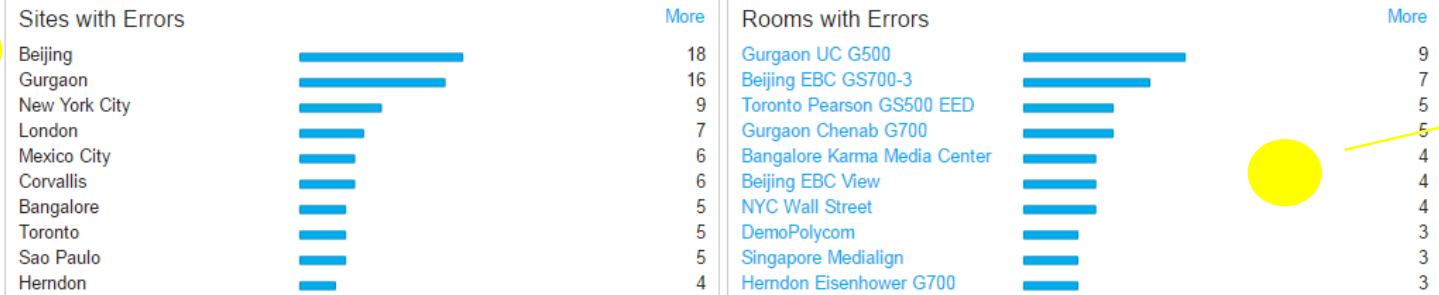 Sites with Errors More
Beijing 18
Gurgaon 16
New York City 9
London 7
Mexico City 6
Corvallis 6
Bangalore 5
Toronto 5
Sao Paulo 5
Herndon 4
Rooms with Errors More
Gurgaon UC G500 9
Beijing EBC GS700-3 7
Toronto Pearson GS500 EED 5
Gurgaon Chenab G700 5
Bangalore Karma Media Center 4
Beijing EBC View 4
NYC Wall Street 4
DemoPolycom 3
Singapore Medialign 3
Herndon Eisenhower G700 3